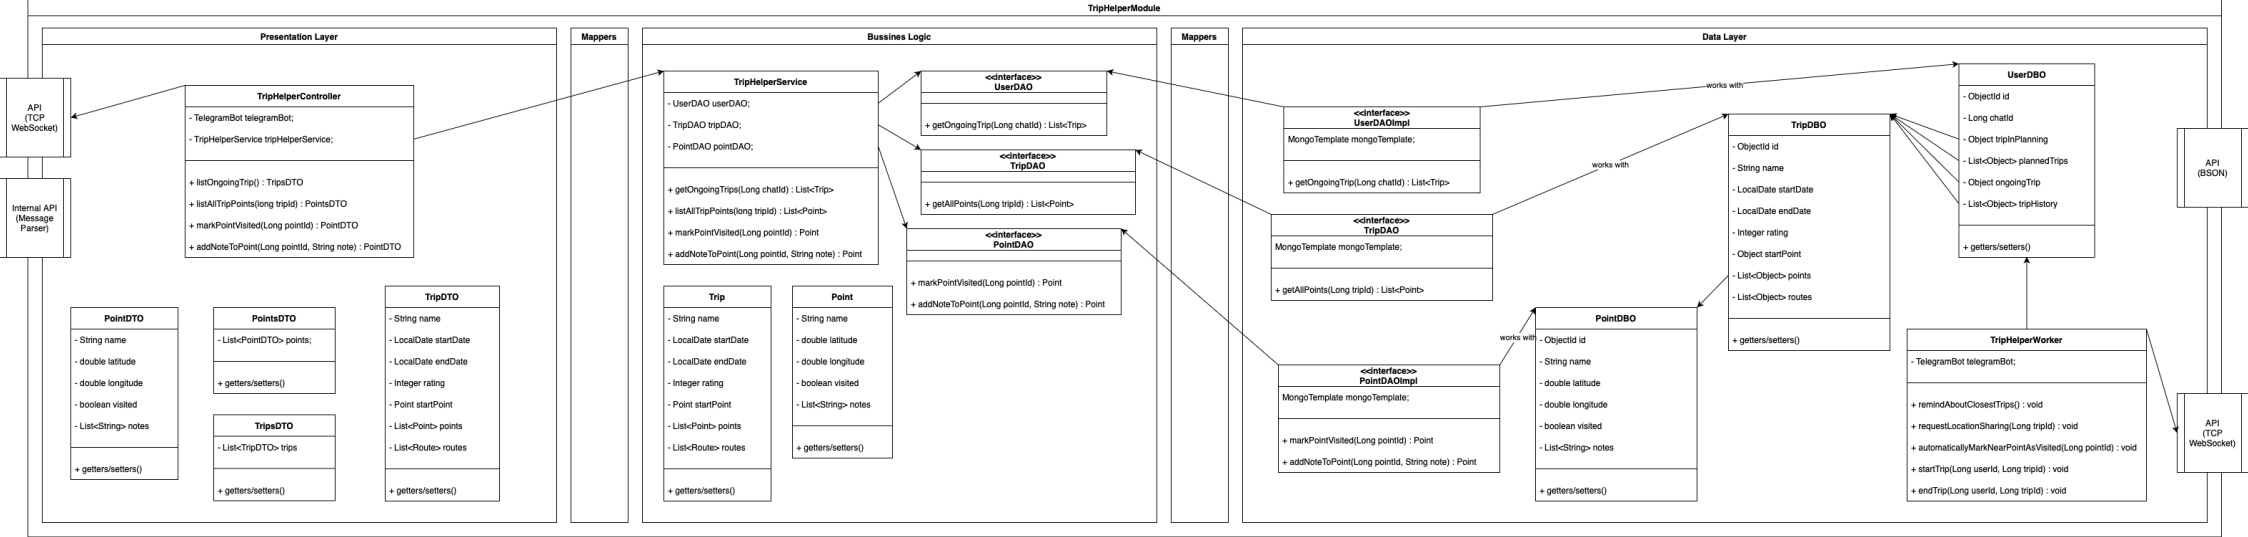 TripHelperModule
Presentation Layer
Mappers
Bussines Logic
Mappers
Data Layer
API
(TCP
WebSocket)
Internal API
(Message
Parser)
TripHelperController
- TelegramBot telegramBot;
- TripHelperService tripHelperService;
+ listOngoingTrip() : TripsDTO
+ listAllTripPoints(long tripId) : PointsDTO
+ markPointVisited(Long pointId) : PointDTO
+ addNoteToPoint(Long pointId, String note) : PointDTO
PointDTO
- String name
- double latitude
- double longitude
- boolean visited
- List<String> notes
+ getters/setters()
PointsDTO
- List<PointDTO> points;
+ getters/setters()
TripsDTO
- List<TripDTO> trips
+ getters/setters()
TripDTO
- String name
- LocalDate startDate
- LocalDate endDate
- Integer rating
- Point startPoint
- List<Point> points
- List<Route> routes
+ getters/setters()
TripHelperService
- UserDAO userDAO;
- TripDAO tripDAO;
- PointDAO pointDAO;
+ getOngoingTrips(Long chatId) : List<Trip>
+ listAllTripPoints(long tripId) : List<Point>
+ markPointVisited(Long pointId) : Point
+ addNoteToPoint(Long pointId, String note) : Point
Trip
- String name
- LocalDate startDate
- LocalDate endDate
- Integer rating
- Point startPoint
- List<Point> points
- List<Route> routes
+ getters/setters()
Point
- String name
- double latitude
- double longitude
- boolean visited
- List<String> notes
+ getters/setters()
<<interface>>
UserDAO
+ getOngoingTrip(Long chatId) : List<Trip>
<<interface>>
TripDAO
+ getAllPoints(Long tripId) : List<Point>
<<interface>>
PointDAO
+ markPointVisited(Long pointId) : Point
+ addNoteToPoint(Long pointId, String note) : Point
<<interface>>
UserDAOImpl
MongoTemplate mongoTemplate;
+ getOngoingTrip(Long chatId) : List<Trip>
<<interface>>
TripDAO
MongoTemplate mongoTemplate;
+ getAllPoints(Long tripId) : List<Point>
<<interface>>
PointDAOImpl
MongoTemplate mongoTemplate;
+ markPointVisited(Long pointId) : Point
+ addNoteToPoint(Long pointId, String note) : Point
works with
works with
works with
PointDBO
- ObjectId id
- String name
- double latitude
- double longitude
- boolean visited
- List<String> notes
+ getters/setters()
TripDBO
- ObjectId id
- String name
- LocalDate startDate
- LocalDate endDate
- Integer rating
- Object startPoint
- List<Object> points
- List<Object> routes
+ getters/setters()
UserDBO
- ObjectId id
- Long chatId
- Object tripInPlanning
- List<Object> plannedTrips
- Object ongoingTrip
- List<Object> tripHistory
+ getters/setters()
TripHelperWorker
- TelegramBot telegramBot;
+ remindAboutClosestTrips() : void
+ requestLocationSharing(Long tripId) : void
+ automaticallyMarkNearPointAsVisited(Long pointId) : void
+ startTrip(Long userId, Long tripId) : void
+ endTrip(Long userId, Long tripId) : void
API
(BSON)
API
(TCP
WebSocket)